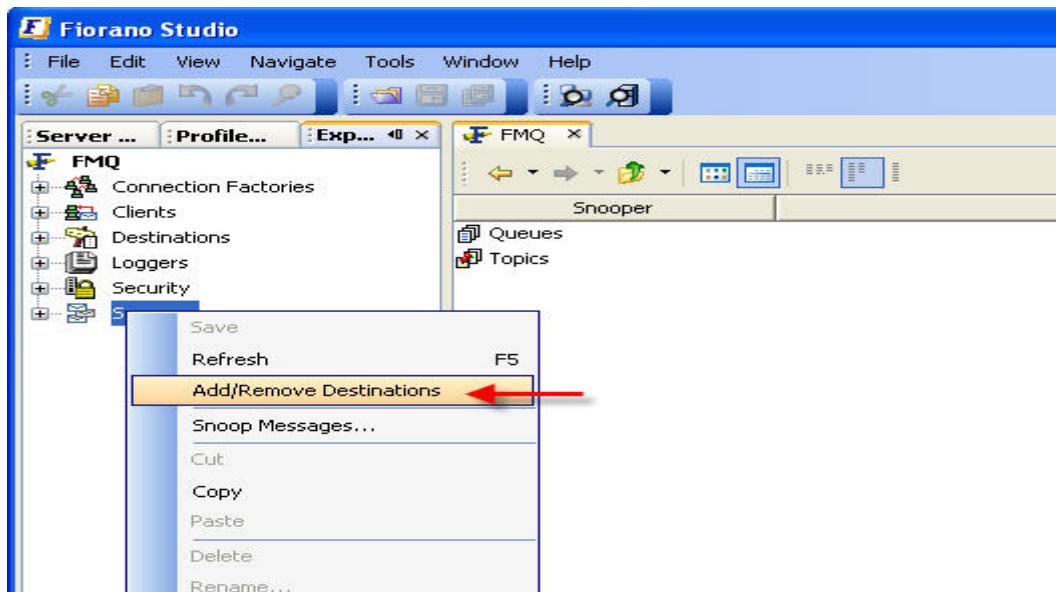 Fiorano Studio
File Edit View Navigate Tools Window Help
Server ... Profile... Exp...
FMQ
FMQ
Connection Factories
Clients
Destinations
Loggers
Security
Snooper
Queues
Topics
Save
Refresh F5
Add/Remove Destinations
Snoop Messages...
Cut
Copy
Paste
Delete
Rename...